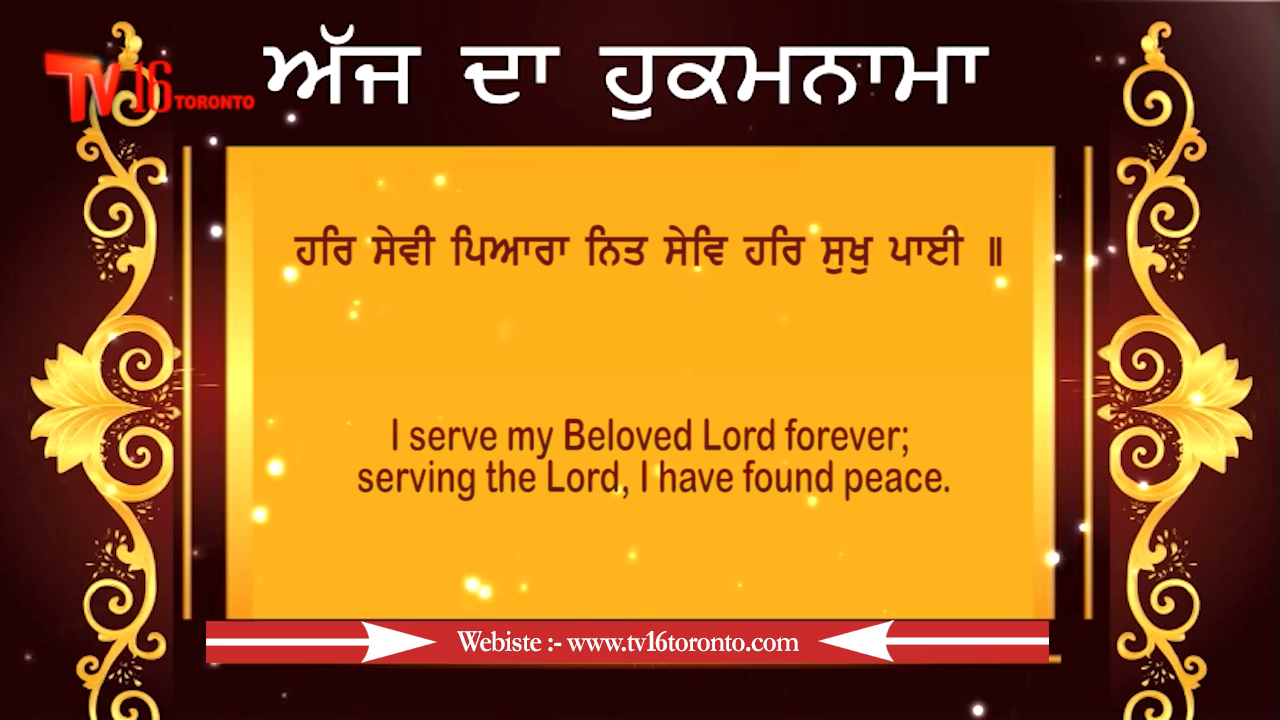 TV16 TORONTO
ਅੱਜ ਦਾ ਹੁਕਮਨਾਮਾ
ਹਰਿ ਸੇਵੀ ਪਿਆਰਾ ਨਿਤ ਸੇਵਿ ਹਰਿ ਸੁਖੁ ਪਾਈ ॥
I serve my Beloved Lord forever;
serving the Lord, I have found peace.
Webiste :- www.tv16toronto.com